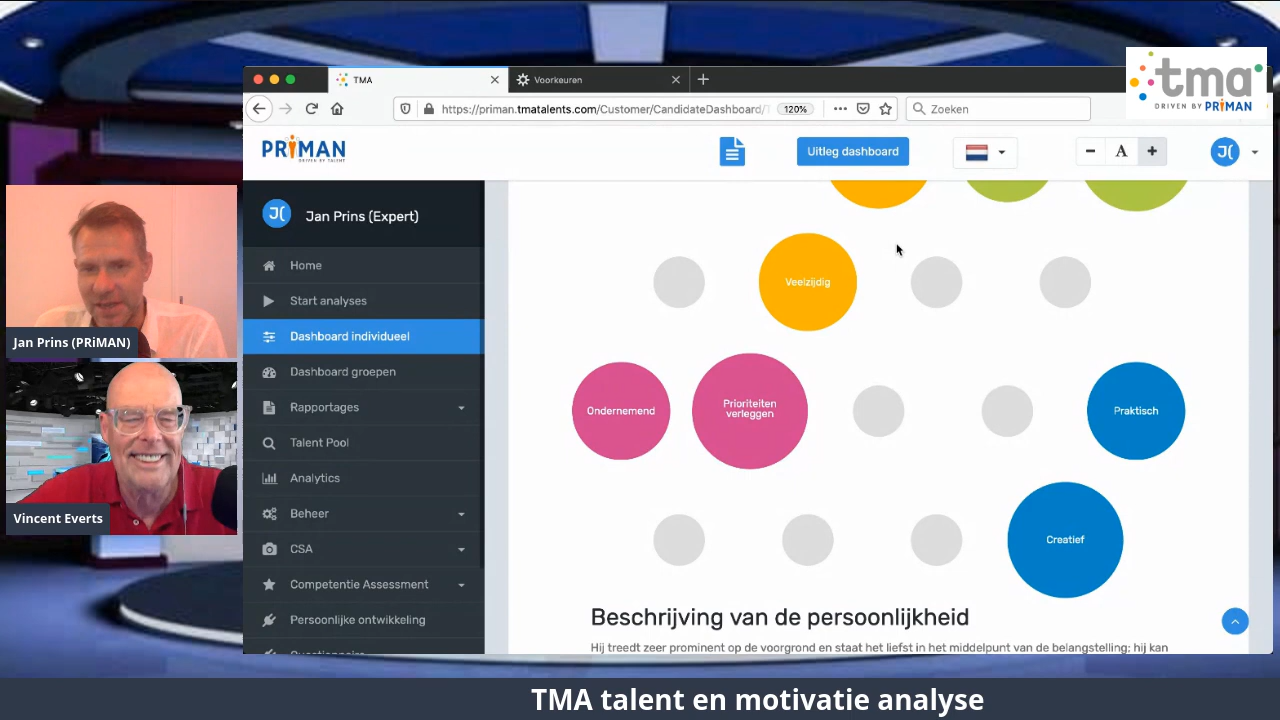 TMA
Voorkeuren
tma
DRIVEN BY PRiMAN
https://priman.tmatalents.com/Customer/CandidateDashboard/
120%
Zoeken
PRiMAN
DRIVEN BY TALENT
Uitleg dashboard
A
J(
J(
Jan Prins (Expert)
Home
Start analyses
Dashboard individueel
Dashboard groepen
Rapportages
Talent Pool
Analytics
Beheer
CSA
Competentie Assessment
Persoonlijke ontwikkeling
Veelzijdig
Ondernemend
Prioriteiten
verleggen
Praktisch
Creatief
Beschrijving van de persoonlijkheid
Hij treedt zeer prominent op de voorgrond en staat het liefst in het middelpunt van de belangstelling; hij kan
Jan Prins (PRiMAN)
Vincent Everts
TMA talent en motivatie analyse